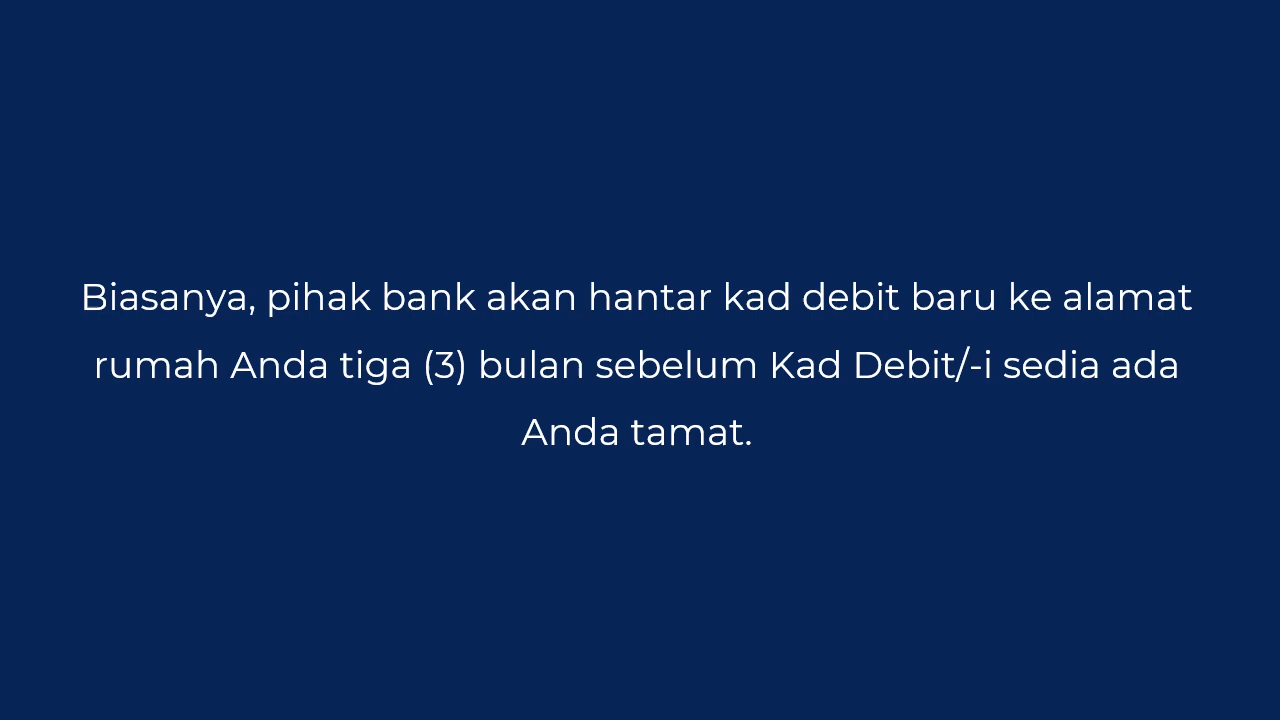 Biasanya, pihak bank akan hantar kad debit baru ke alamat
rumah Anda tiga (3) bulan sebelum Kad Debit/-i sedia ada
Anda tamat.